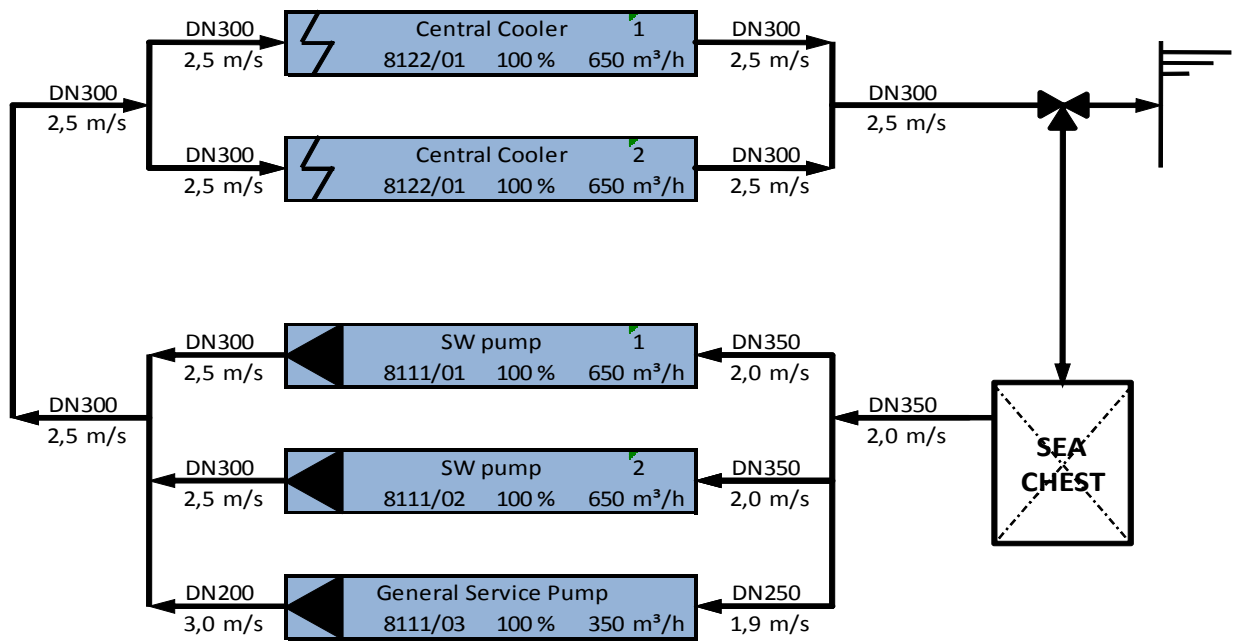 DN300
2,5 m/s
Central Cooler 1
8122/01 100 % 650 m³/h
DN300
2,5 m/s
DN300
2,5 m/s
DN300
2,5 m/s
DN300
2,5 m/s
Central Cooler 2
8122/01 100 % 650 m³/h
DN300
2,5 m/s
DN300
2,5 m/s
SW pump 1
8111/01 100 % 650 m³/h
DN350
2,0 m/s
DN300
2,5 m/s
DN350
2,0 m/s
SEA
CHEST
DN300
2,5 m/s
SW pump 2
8111/02 100 % 650 m³/h
DN350
2,0 m/s
DN200
3,0 m/s
General Service Pump
8111/03 100 % 350 m³/h
DN250
1,9 m/s